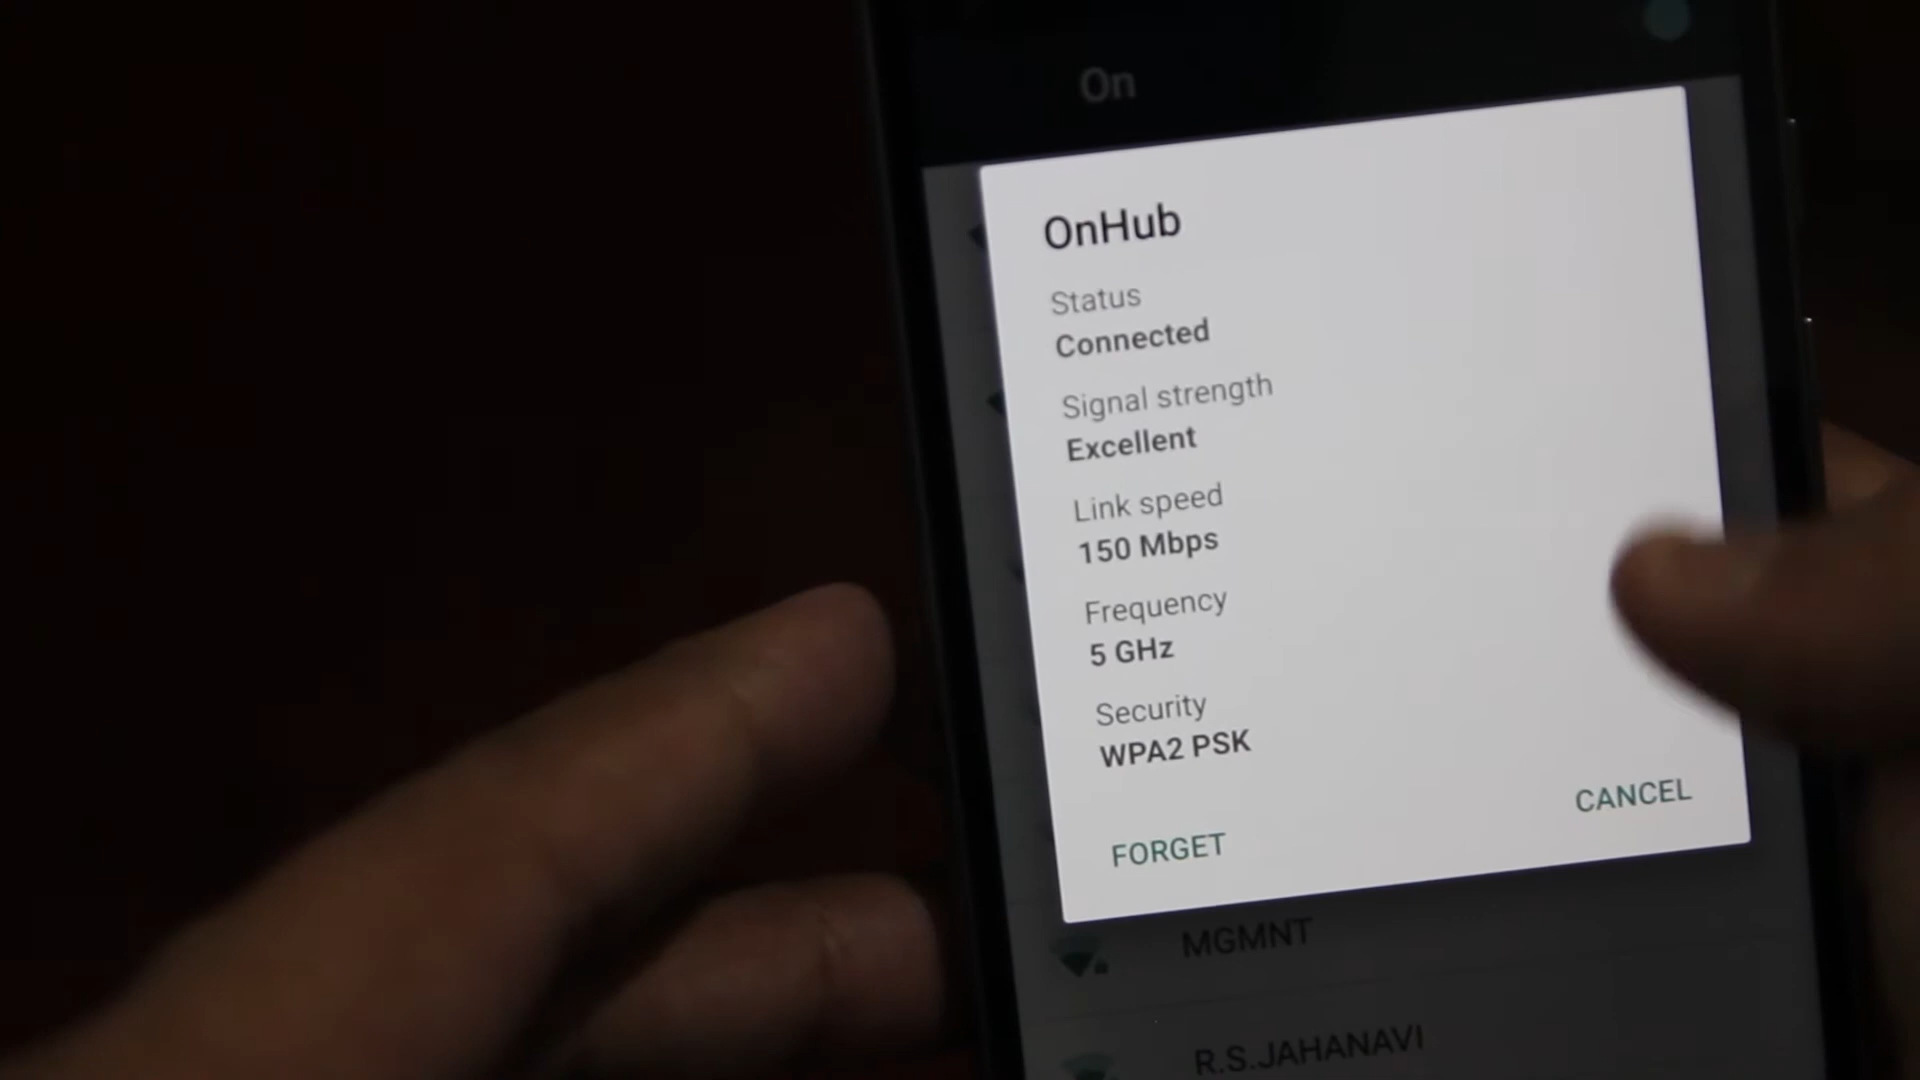 On
OnHub
Status
Connected
Signal strength
Excellent
Link speed
150 Mbps
Frequency
5 GHz
Security
WPA2 PSK
FORGET
CANCEL
MGMNT
R.S.JAHANAVI